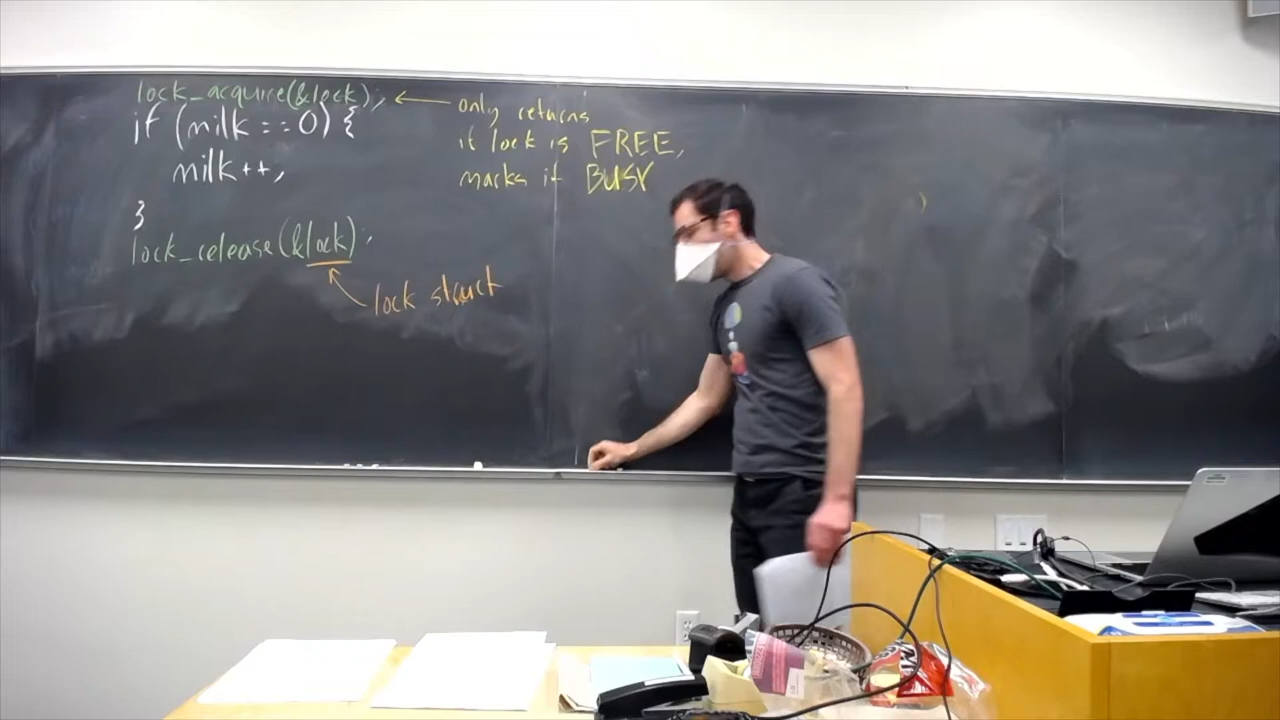 lock_acquire(&lock);
if (milk == 0) {
milk++;
}
lock_release(&lock);
lock struct
only returns
if lock is FREE,
marks it BUSY